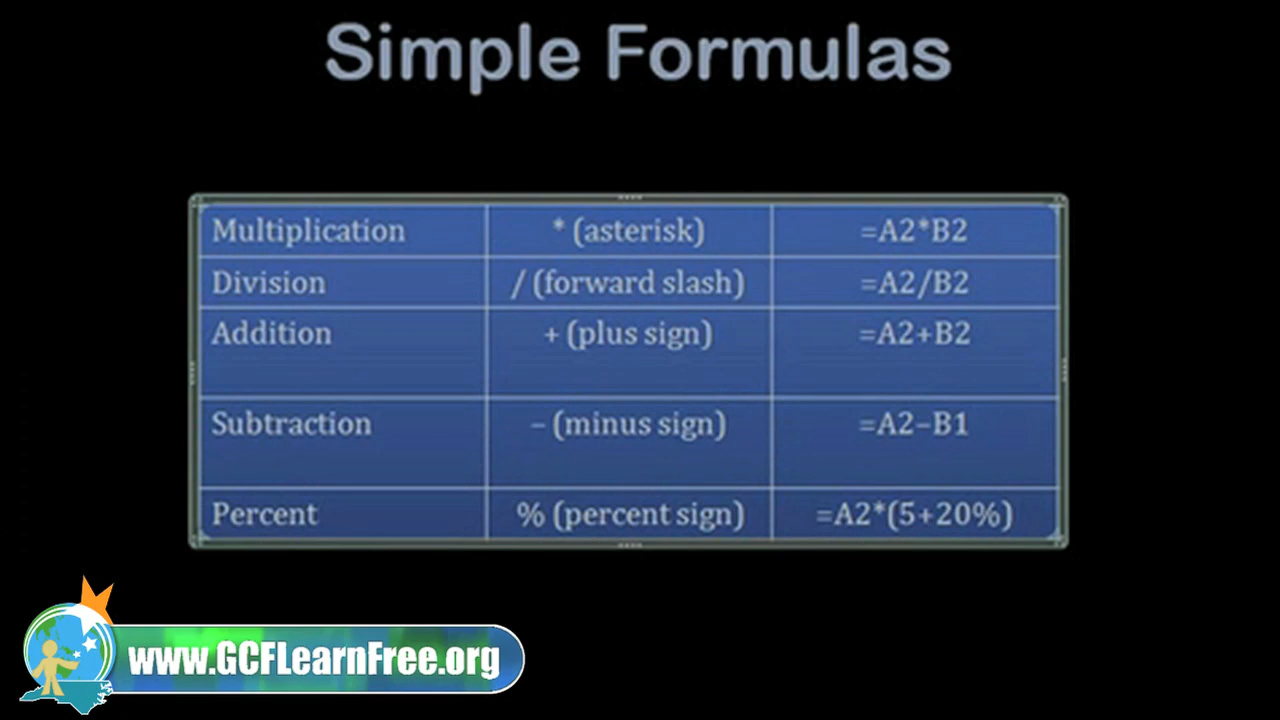 Simple Formulas
Multiplication * (asterisk) =A2*B2
Division / (forward slash) =A2/B2
Addition + (plus sign) =A2+B2
Subtraction – (minus sign) =A2–B1
Percent % (percent sign) =A2*(5+20%)
www.GCFLearnFree.org